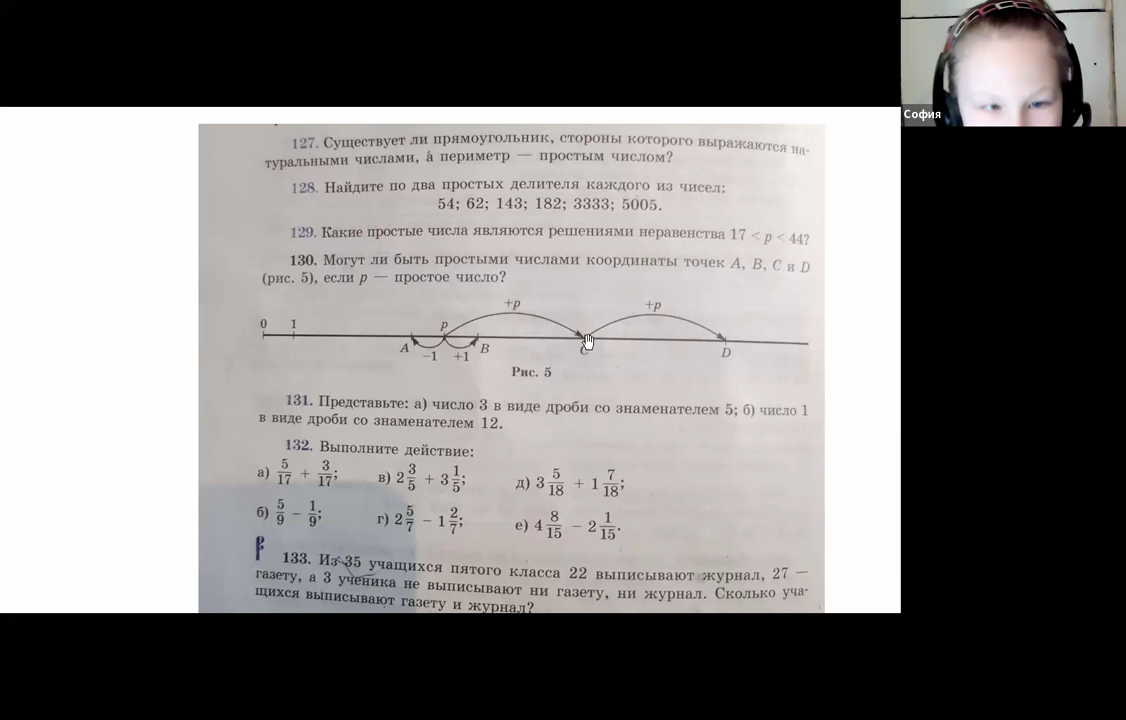 София
127. Существует ли прямоугольник, стороны которого выражаются на-
туральными числами, а периметр — простым числом?
128. Найдите по два простых делителя каждого из чисел:
54; 62; 143; 182; 3333; 5005.
129. Какие простые числа являются решениями неравенства 17 < p < 44?
130. Могут ли быть простыми числами координаты точек A, B, C и D
(рис. 5), если p — простое число?
+p +p
0 1 p
A −1 +1 B C D
Рис. 5
131. Представьте: а) число 3 в виде дроби со знаменателем 5; б) число 1
в виде дроби со знаменателем 12.
132. Выполните действие:
а) 5/17 + 3/17; в) 2 3/5 + 3 1/5; д) 3 5/18 + 1 7/18;
б) 5/9 − 1/9; г) 2 5/7 − 1 2/7; е) 4 8/15 − 2 1/15.
133. Из 35 учащихся пятого класса 22 выписывают журнал, 27 —
газету, а 3 ученика не выписывают ни газету, ни журнал. Сколько уча-
щихся выписывают газету и журнал?